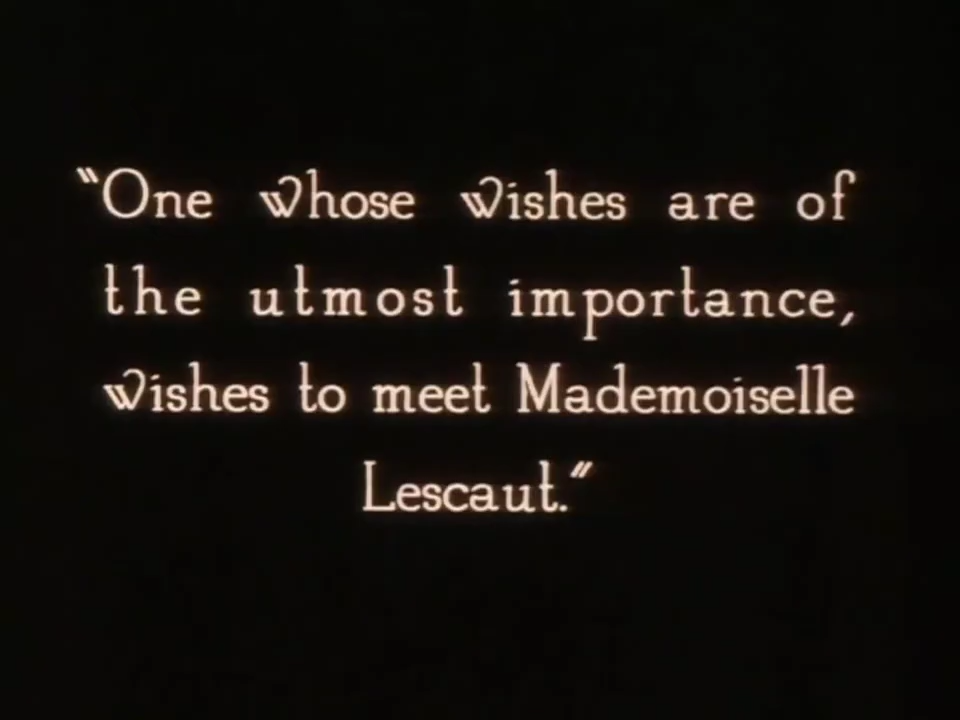 “One whose wishes are of
the utmost importance,
wishes to meet Mademoiselle
Lescaut.”